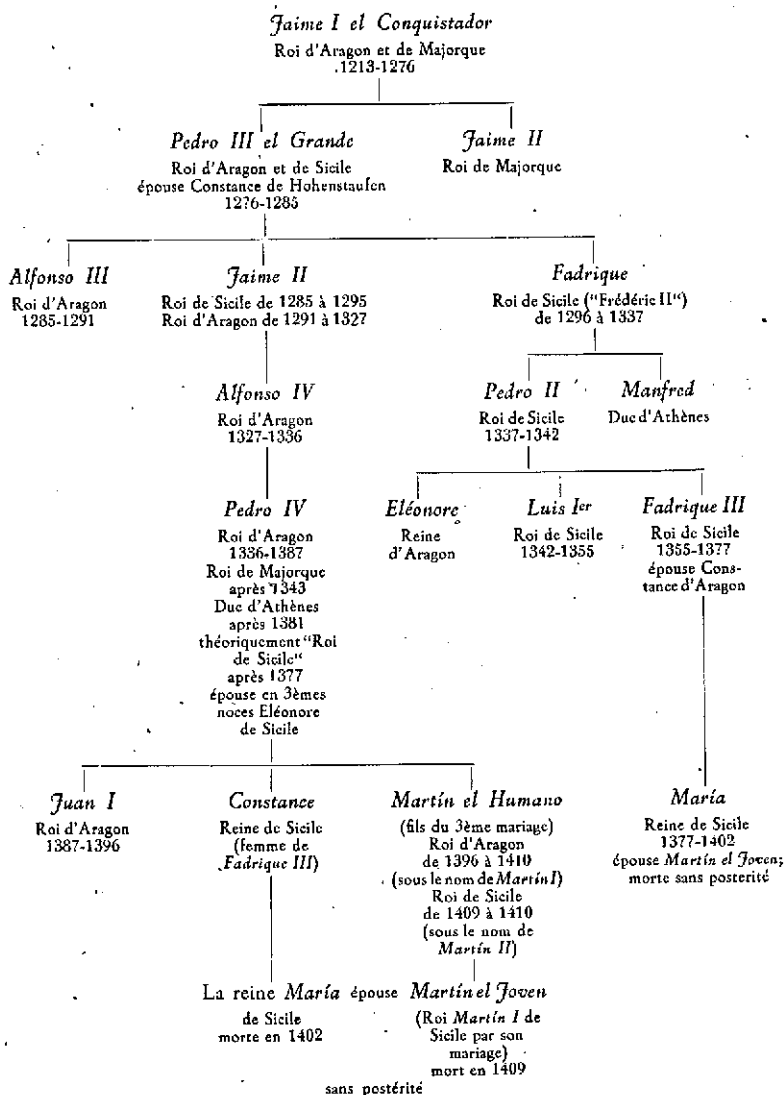 Jaime I el Conquistador
Roi d'Aragon et de Majorque
1213-1276
Pedro III el Grande
Roi d'Aragon et de Sicile
épouse Constance de Hohenstaufen
1276-1285
Jaime II
Roi de Majorque
Alfonso III
Roi d'Aragon
1285-1291
Jaime II
Roi de Sicile de 1285 à 1295
Roi d'Aragon de 1291 à 1327
Fadrique
Roi de Sicile ("Frédéric II")
de 1296 à 1337
Alfonso IV
Roi d'Aragon
1327-1336
Pedro II
Roi de Sicile
1337-1342
Manfred
Duc d'Athènes
Pedro IV
Roi d'Aragon
1336-1387
Roi de Majorque
après 1343
Duc d'Athènes
après 1381
théoriquement "Roi
de Sicile"
après 1377
épouse en 3èmes
noces Eléonore
de Sicile
Eléonore
Reine
d'Aragon
Luis Ier
Roi de Sicile
1342-1355
Fadrique III
Roi de Sicile
1355-1377
épouse Cons-
tance d'Aragon
Juan I
Roi d'Aragon
1387-1396
Constance
Reine de Sicile
(femme de
Fadrique III)
Martín el Humano
(fils du 3ème mariage)
Roi d'Aragon
de 1396 à 1410
(sous le nom de Martín I)
Roi de Sicile
de 1409 à 1410
(sous le nom de
Martín II)
María
Reine de Sicile
1377-1402
épouse Martín el Joven;
morte sans posterité
La reine María épouse Martín el Joven
de Sicile
morte en 1402
(Roi Martín I de
Sicile par son
mariage)
mort en 1409
sans postérité